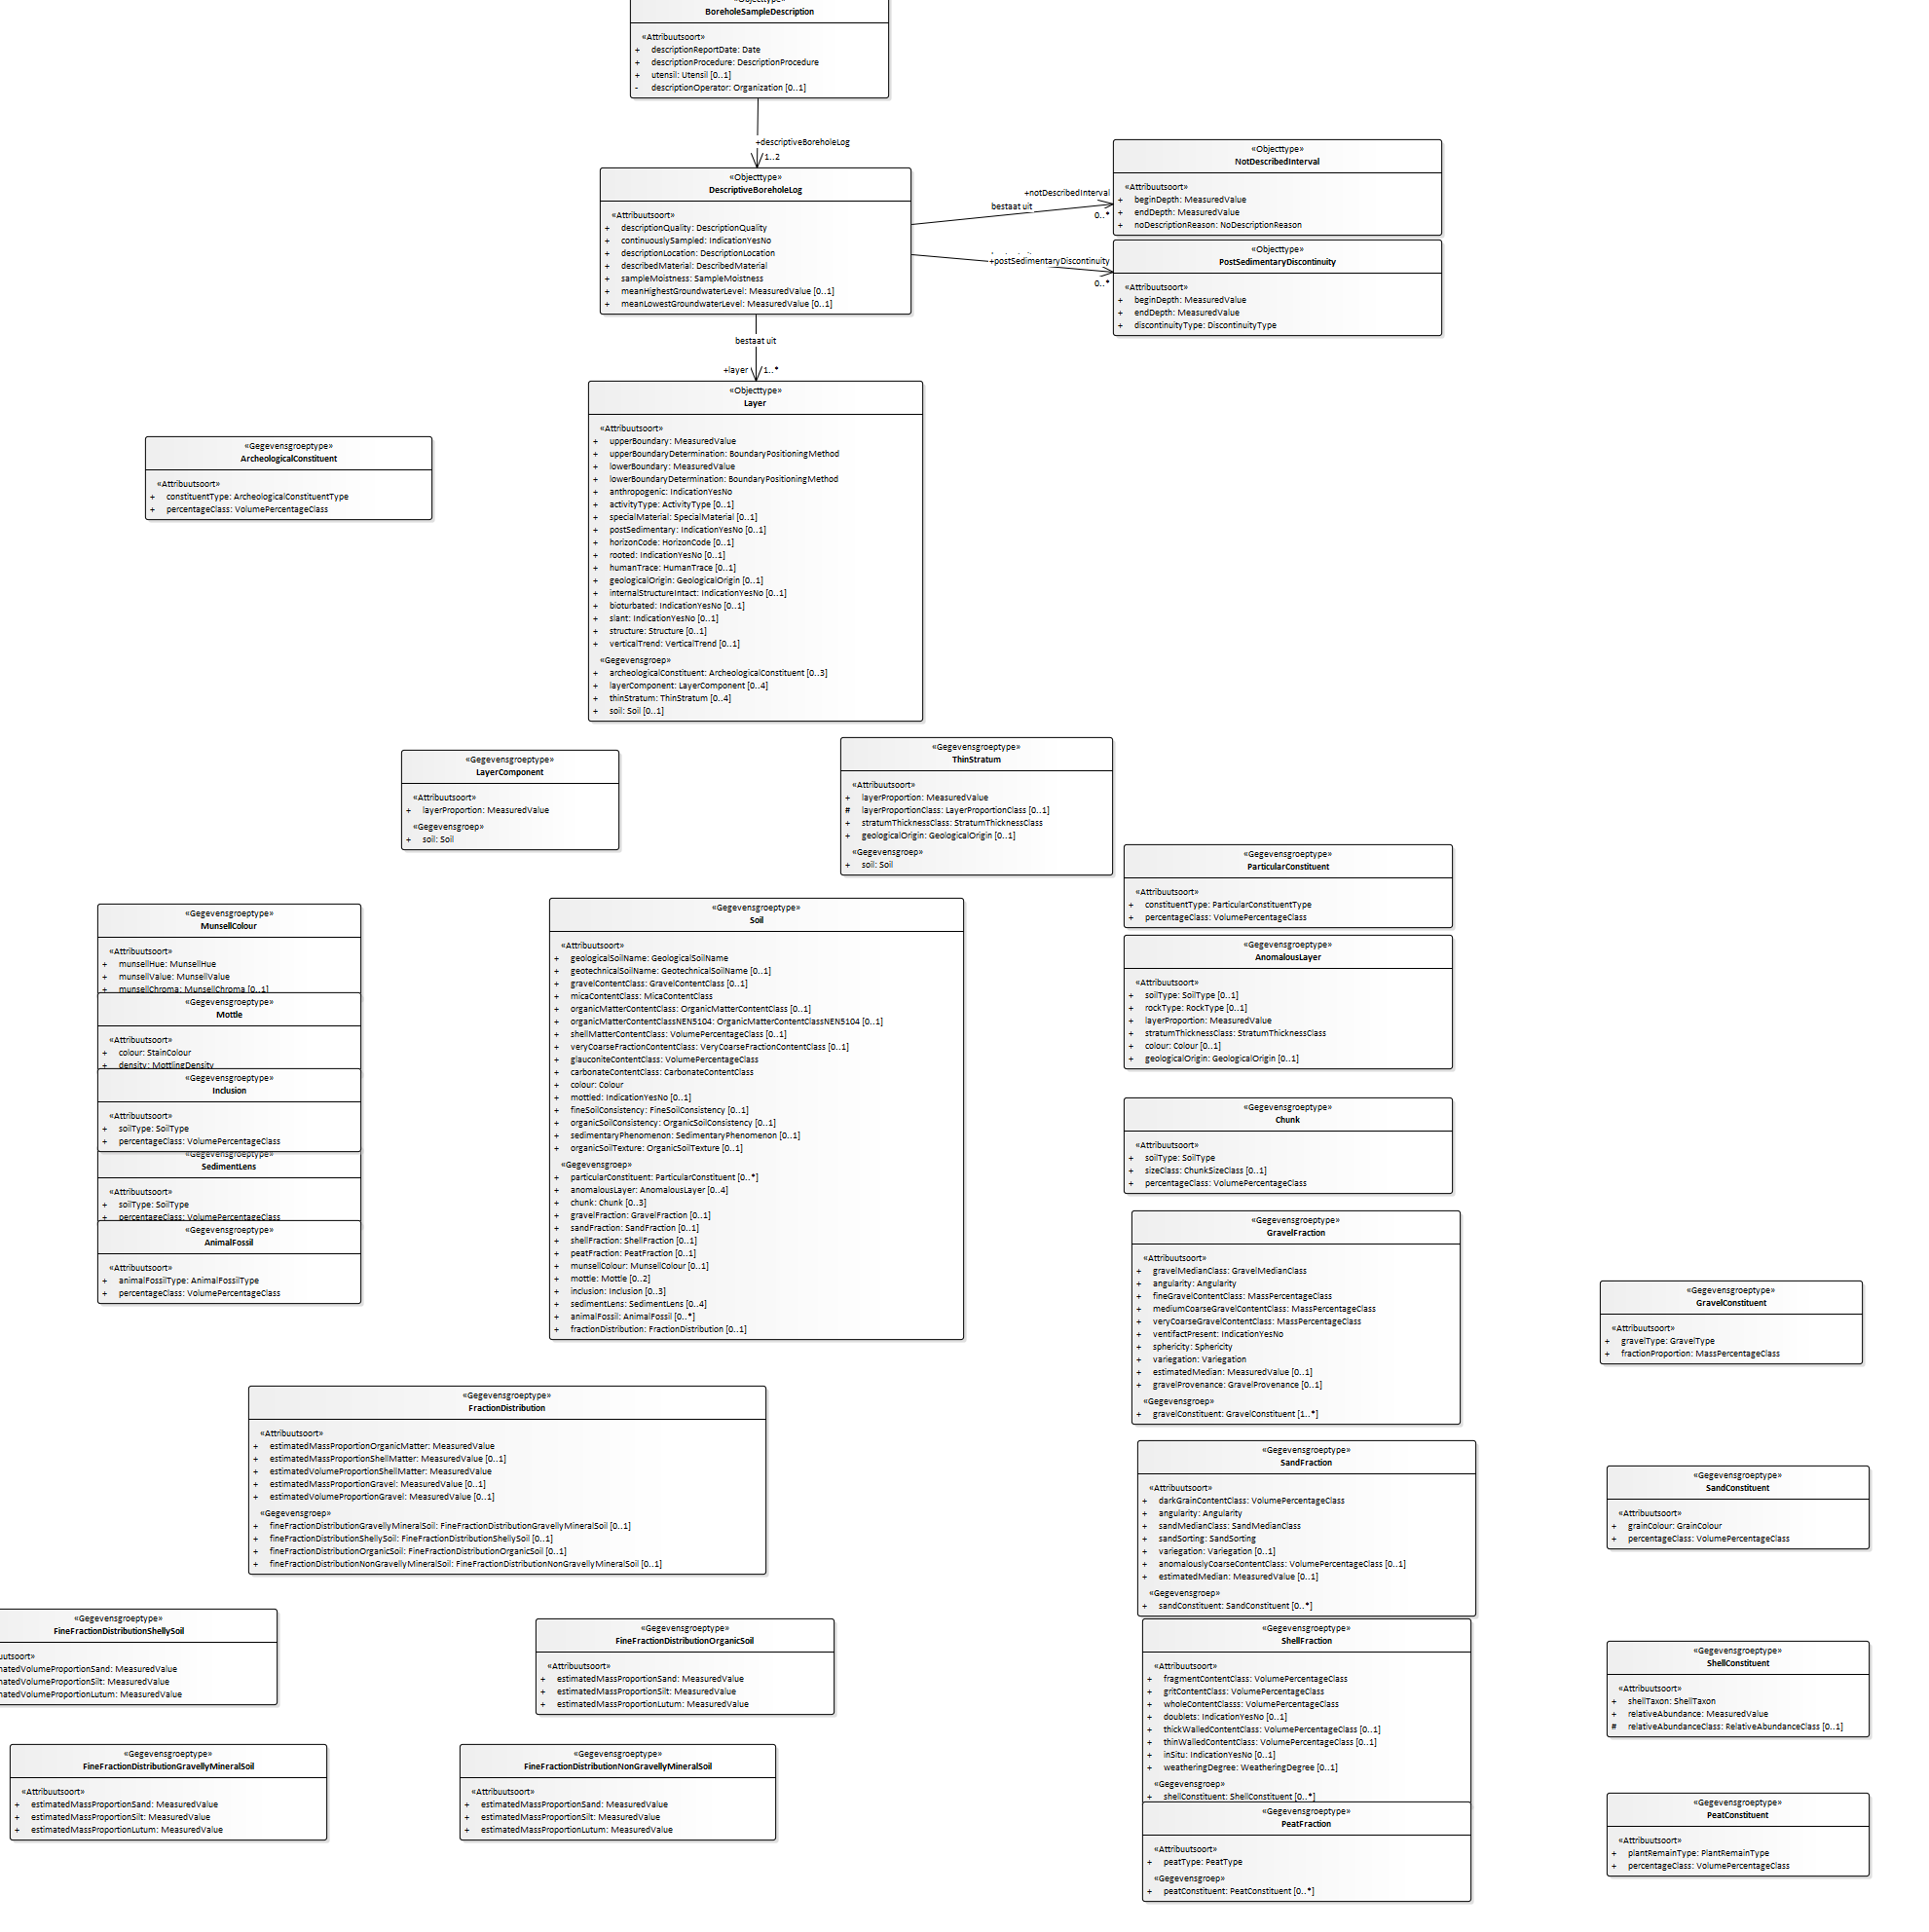 BoreholeSampleDescription
«Attribuutsoort»
+ descriptionReportDate: Date
+ descriptionProcedure: DescriptionProcedure
+ utensil: Utensil [0..1]
- descriptionOperator: Organization [0..1]
+descriptiveBoreholeLog
1..2
«Objecttype»
DescriptiveBoreholeLog
«Attribuutsoort»
+ descriptionQuality: DescriptionQuality
+ continuouslySampled: IndicationYesNo
+ descriptionLocation: DescriptionLocation
+ describedMaterial: DescribedMaterial
+ sampleMoistness: SampleMoistness
+ meanHighestGroundwaterLevel: MeasuredValue [0..1]
+ meanLowestGroundwaterLevel: MeasuredValue [0..1]
+notDescribedInterval
bestaat uit
0..*
«Objecttype»
NotDescribedInterval
«Attribuutsoort»
+ beginDepth: MeasuredValue
+ endDepth: MeasuredValue
+ noDescriptionReason: NoDescriptionReason
+postSedimentaryDiscontinuity
0..*
«Objecttype»
PostSedimentaryDiscontinuity
«Attribuutsoort»
+ beginDepth: MeasuredValue
+ endDepth: MeasuredValue
+ discontinuityType: DiscontinuityType
bestaat uit
+layer 1..*
«Objecttype»
Layer
«Attribuutsoort»
+ upperBoundary: MeasuredValue
+ upperBoundaryDetermination: BoundaryPositioningMethod
+ lowerBoundary: MeasuredValue
+ lowerBoundaryDetermination: BoundaryPositioningMethod
+ anthropogenic: IndicationYesNo
+ activityType: ActivityType [0..1]
+ specialMaterial: SpecialMaterial [0..1]
+ postSedimentary: IndicationYesNo [0..1]
+ horizonCode: HorizonCode [0..1]
+ rooted: IndicationYesNo [0..1]
+ humanTrace: HumanTrace [0..1]
+ geologicalOrigin: GeologicalOrigin [0..1]
+ internalStructureIntact: IndicationYesNo [0..1]
+ bioturbated: IndicationYesNo [0..1]
+ slant: IndicationYesNo [0..1]
+ structure: Structure [0..1]
+ verticalTrend: VerticalTrend [0..1]
«Gegevensgroep»
+ archeologicalConstituent: ArcheologicalConstituent [0..3]
+ layerComponent: LayerComponent [0..4]
+ thinStratum: ThinStratum [0..4]
+ soil: Soil [0..1]
«Gegevensgroeptype»
ArcheologicalConstituent
«Attribuutsoort»
+ constituentType: ArcheologicalConstituentType
+ percentageClass: VolumePercentageClass
«Gegevensgroeptype»
LayerComponent
«Attribuutsoort»
+ layerProportion: MeasuredValue
«Gegevensgroep»
+ soil: Soil
«Gegevensgroeptype»
ThinStratum
«Attribuutsoort»
+ layerProportion: MeasuredValue
# layerProportionClass: LayerProportionClass [0..1]
+ stratumThicknessClass: StratumThicknessClass
+ geologicalOrigin: GeologicalOrigin [0..1]
«Gegevensgroep»
+ soil: Soil
«Gegevensgroeptype»
ParticularConstituent
«Attribuutsoort»
+ constituentType: ParticularConstituentType
+ percentageClass: VolumePercentageClass
«Gegevensgroeptype»
AnomalousLayer
«Attribuutsoort»
+ soilType: SoilType [0..1]
+ rockType: RockType [0..1]
+ layerProportion: MeasuredValue
+ stratumThicknessClass: StratumThicknessClass
+ colour: Colour [0..1]
+ geologicalOrigin: GeologicalOrigin [0..1]
«Gegevensgroeptype»
MunsellColour
«Attribuutsoort»
+ munsellHue: MunsellHue
+ munsellValue: MunsellValue
+ munsellChroma: MunsellChroma [0..1]
«Gegevensgroeptype»
Mottle
«Attribuutsoort»
+ colour: StainColour
+ density: MottlingDensity
«Gegevensgroeptype»
Inclusion
«Attribuutsoort»
+ soilType: SoilType
+ percentageClass: VolumePercentageClass
«Gegevensgroeptype»
SedimentLens
«Attribuutsoort»
+ soilType: SoilType
+ percentageClass: VolumePercentageClass
«Gegevensgroeptype»
AnimalFossil
«Attribuutsoort»
+ animalFossilType: AnimalFossilType
+ percentageClass: VolumePercentageClass
«Gegevensgroeptype»
Soil
«Attribuutsoort»
+ geologicalSoilName: GeologicalSoilName
+ geotechnicalSoilName: GeotechnicalSoilName [0..1]
+ gravelContentClass: GravelContentClass [0..1]
+ micaContentClass: MicaContentClass
+ organicMatterContentClass: OrganicMatterContentClass [0..1]
+ organicMatterContentClassNEN5104: OrganicMatterContentClassNEN5104 [0..1]
+ shellMatterContentClass: VolumePercentageClass [0..1]
+ veryCoarseFractionContentClass: VeryCoarseFractionContentClass [0..1]
+ glauconiteContentClass: VolumePercentageClass
+ carbonateContentClass: CarbonateContentClass
+ colour: Colour
+ mottled: IndicationYesNo [0..1]
+ fineSoilConsistency: FineSoilConsistency [0..1]
+ organicSoilConsistency: OrganicSoilConsistency [0..1]
+ sedimentaryPhenomenon: SedimentaryPhenomenon [0..1]
+ organicSoilTexture: OrganicSoilTexture [0..1]
«Gegevensgroep»
+ particularConstituent: ParticularConstituent [0..*]
+ anomalousLayer: AnomalousLayer [0..4]
+ chunk: Chunk [0..3]
+ gravelFraction: GravelFraction [0..1]
+ sandFraction: SandFraction [0..1]
+ shellFraction: ShellFraction [0..1]
+ peatFraction: PeatFraction [0..1]
+ munsellColour: MunsellColour [0..1]
+ mottle: Mottle [0..2]
+ inclusion: Inclusion [0..3]
+ sedimentLens: SedimentLens [0..4]
+ animalFossil: AnimalFossil [0..*]
+ fractionDistribution: FractionDistribution [0..1]
«Gegevensgroeptype»
Chunk
«Attribuutsoort»
+ soilType: SoilType
+ sizeClass: ChunkSizeClass [0..1]
+ percentageClass: VolumePercentageClass
«Gegevensgroeptype»
GravelFraction
«Attribuutsoort»
+ gravelMedianClass: GravelMedianClass
+ angularity: Angularity
+ fineGravelContentClass: MassPercentageClass
+ mediumCoarseGravelContentClass: MassPercentageClass
+ veryCoarseGravelContentClass: MassPercentageClass
+ ventifactPresent: IndicationYesNo
+ sphericity: Sphericity
+ variegation: Variegation
+ estimatedMedian: MeasuredValue [0..1]
+ gravelProvenance: GravelProvenance [0..1]
«Gegevensgroep»
+ gravelConstituent: GravelConstituent [1..*]
«Gegevensgroeptype»
GravelConstituent
«Attribuutsoort»
+ gravelType: GravelType
+ fractionProportion: MassPercentageClass
«Gegevensgroeptype»
FractionDistribution
«Attribuutsoort»
+ estimatedMassProportionOrganicMatter: MeasuredValue
+ estimatedMassProportionShellMatter: MeasuredValue [0..1]
+ estimatedVolumeProportionShellMatter: MeasuredValue
+ estimatedMassProportionGravel: MeasuredValue [0..1]
+ estimatedVolumeProportionGravel: MeasuredValue [0..1]
«Gegevensgroep»
+ fineFractionDistributionGravellyMineralSoil: FineFractionDistributionGravellyMineralSoil [0..1]
+ fineFractionDistributionShellySoil: FineFractionDistributionShellySoil [0..1]
+ fineFractionDistributionOrganicSoil: FineFractionDistributionOrganicSoil [0..1]
+ fineFractionDistributionNonGravellyMineralSoil: FineFractionDistributionNonGravellyMineralSoil [0..1]
«Gegevensgroeptype»
SandFraction
«Attribuutsoort»
+ darkGrainContentClass: VolumePercentageClass
+ angularity: Angularity
+ sandMedianClass: SandMedianClass
+ sandSorting: SandSorting
+ variegation: Variegation [0..1]
+ anomalouslyCoarseContentClass: VolumePercentageClass [0..1]
+ estimatedMedian: MeasuredValue [0..1]
«Gegevensgroep»
+ sandConstituent: SandConstituent [0..*]
«Gegevensgroeptype»
SandConstituent
«Attribuutsoort»
+ grainColour: GrainColour
+ percentageClass: VolumePercentageClass
«Gegevensgroeptype»
FineFractionDistributionShellySoil
uutsoort»
matedVolumeProportionSand: MeasuredValue
matedVolumeProportionSilt: MeasuredValue
matedVolumeProportionLutum: MeasuredValue
«Gegevensgroeptype»
FineFractionDistributionOrganicSoil
«Attribuutsoort»
+ estimatedMassProportionSand: MeasuredValue
+ estimatedMassProportionSilt: MeasuredValue
+ estimatedMassProportionLutum: MeasuredValue
«Gegevensgroeptype»
ShellFraction
«Attribuutsoort»
+ fragmentContentClass: VolumePercentageClass
+ gritContentClass: VolumePercentageClass
+ wholeContentClasss: VolumePercentageClass
+ doublets: IndicationYesNo [0..1]
+ thickWalledContentClass: VolumePercentageClass [0..1]
+ thinWalledContentClass: VolumePercentageClass [0..1]
+ inSitu: IndicationYesNo [0..1]
+ weatheringDegree: WeatheringDegree [0..1]
«Gegevensgroep»
+ shellConstituent: ShellConstituent [0..*]
«Gegevensgroeptype»
ShellConstituent
«Attribuutsoort»
+ shellTaxon: ShellTaxon
+ relativeAbundance: MeasuredValue
# relativeAbundanceClass: RelativeAbundanceClass [0..1]
«Gegevensgroeptype»
FineFractionDistributionGravellyMineralSoil
«Attribuutsoort»
+ estimatedMassProportionSand: MeasuredValue
+ estimatedMassProportionSilt: MeasuredValue
+ estimatedMassProportionLutum: MeasuredValue
«Gegevensgroeptype»
FineFractionDistributionNonGravellyMineralSoil
«Attribuutsoort»
+ estimatedMassProportionSand: MeasuredValue
+ estimatedMassProportionSilt: MeasuredValue
+ estimatedMassProportionLutum: MeasuredValue
«Gegevensgroeptype»
PeatFraction
«Attribuutsoort»
+ peatType: PeatType
«Gegevensgroep»
+ peatConstituent: PeatConstituent [0..*]
«Gegevensgroeptype»
PeatConstituent
«Attribuutsoort»
+ plantRemainType: PlantRemainType
+ percentageClass: VolumePercentageClass